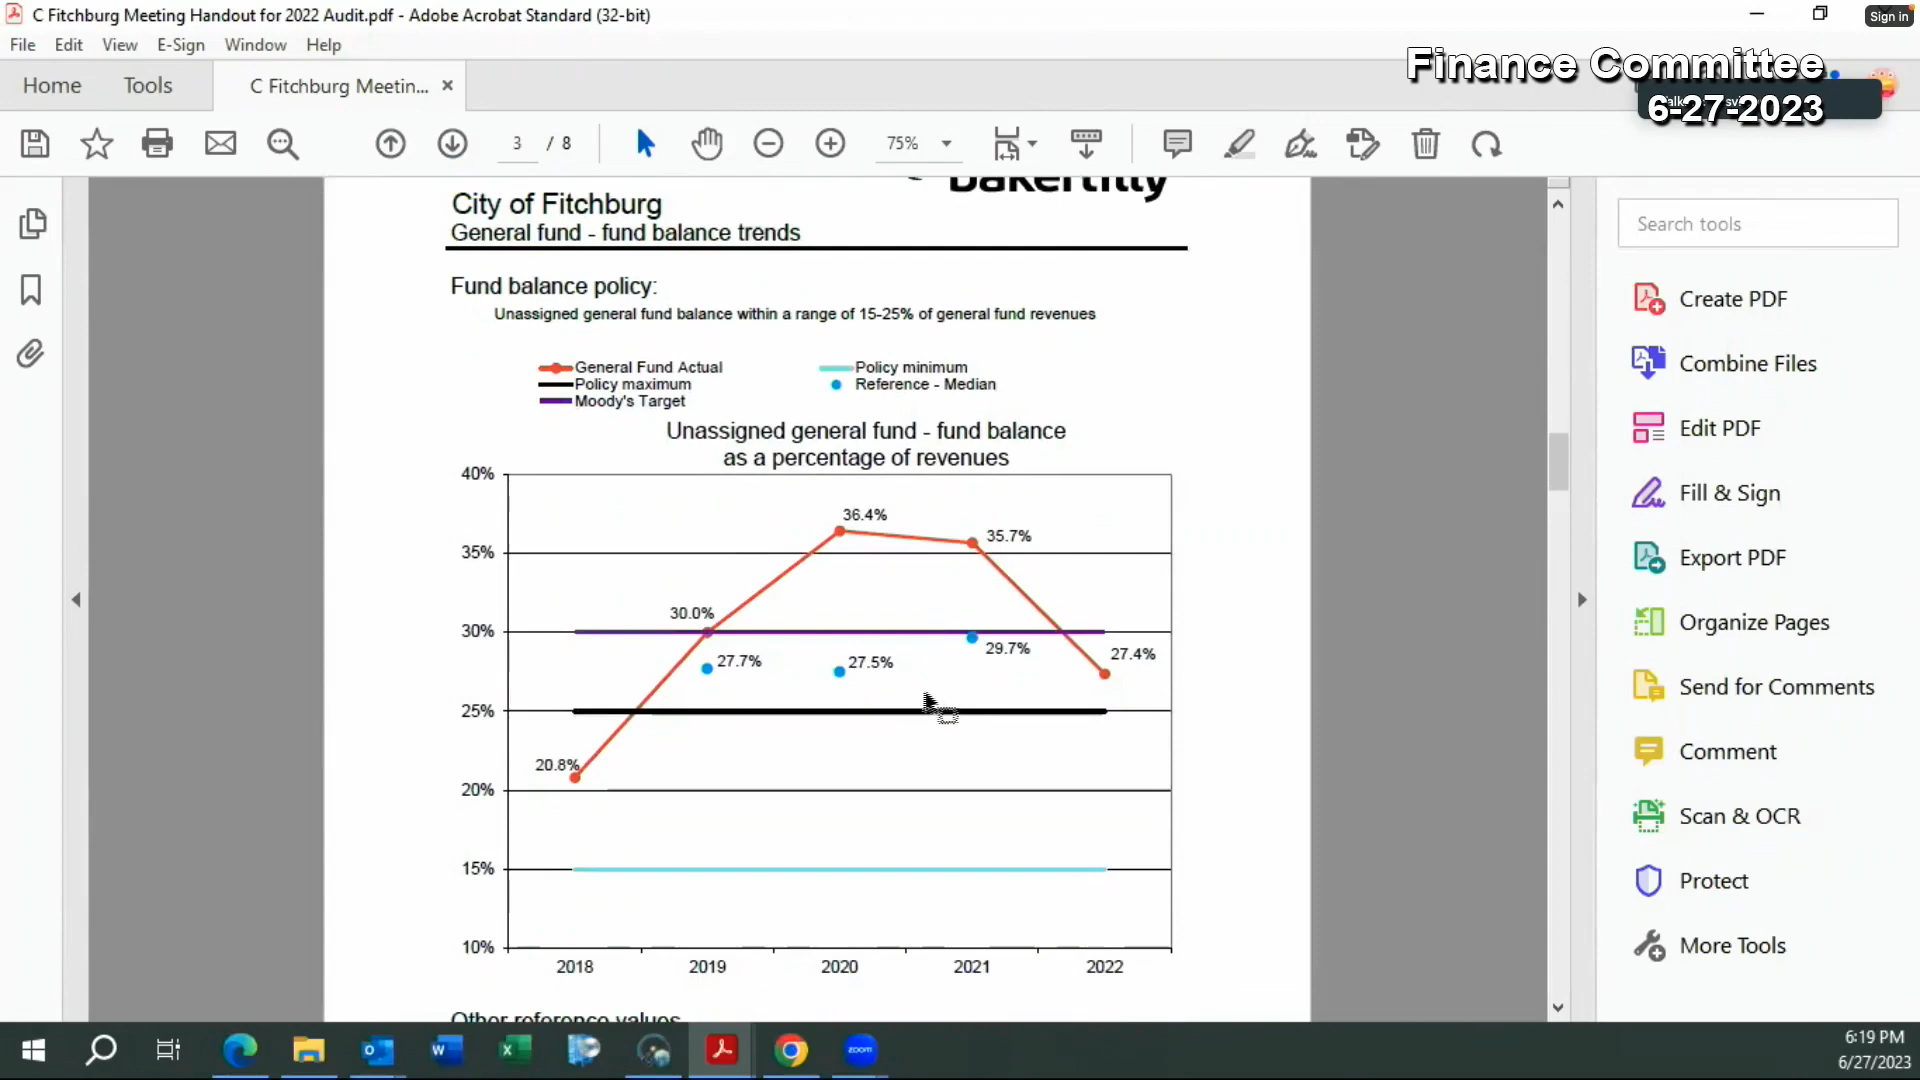 C Fitchburg Meeting Handout for 2022 Audit.pdf - Adobe Acrobat Standard (32-bit)
Sign in
File Edit View E-Sign Window Help
Finance Committee
6-27-2023
Home Tools C Fitchburg Meetin...
3 / 8 75%
Bakertilly
City of Fitchburg
General fund - fund balance trends
Fund balance policy:
Unassigned general fund balance within a range of 15-25% of general fund revenues
General Fund Actual
Policy minimum
Policy maximum
Reference - Median
Moody's Target
Unassigned general fund - fund balance
as a percentage of revenues
40%
36.4%
35.7%
35%
30.0%
30%
27.7%
27.5%
29.7%
27.4%
25%
20.8%
20%
15%
10%
2018 2019 2020 2021 2022
Other reference values
Search tools
Create PDF
Combine Files
Edit PDF
Fill & Sign
Export PDF
Organize Pages
Send for Comments
Comment
Scan & OCR
Protect
More Tools
zoom
6:19 PM
6/27/2023